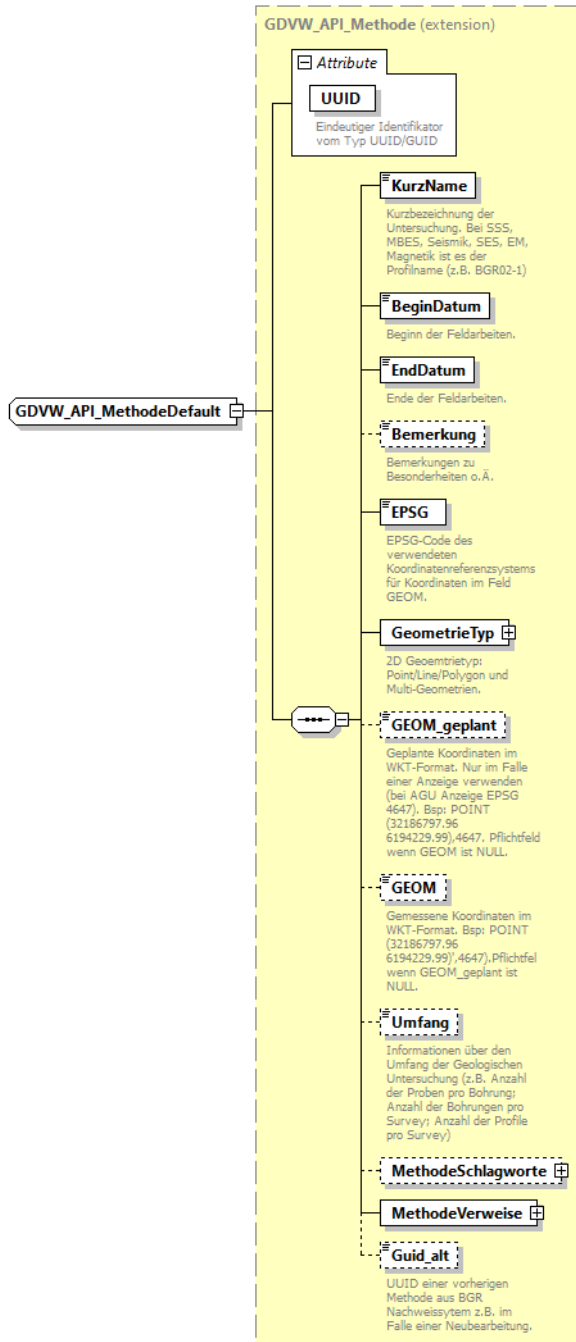 GDVW_API_Methode (extension)
Attribute
UUID
Eindeutiger Identifikator
vom Typ UUID/GUID
KurzName
Kurzbezeichnung der
Untersuchung. Bei SSS,
MBES, Seismik, SES, EM,
Magnetik ist es der
Profilname (z.B. BGR02-1)
BeginDatum
Beginn der Feldarbeiten.
EndDatum
Ende der Feldarbeiten.
GDVW_API_MethodeDefault
Bemerkung
Bemerkungen zu
Besonderheiten o.Ä.
EPSG
EPSG-Code des
verwendeten
Koordinatenreferenzsystems
für Koordinaten im Feld
GEOM.
GeometrieTyp
2D Geoemtrietyp:
Point/Line/Polygon und
Multi-Geometrien.
GEOM_geplant
Geplante Koordinaten im
WKT-Format. Nur im Falle
einer Anzeige verwenden
(bei AGU Anzeige EPSG
4647). Bsp: POINT
(32186797.96
6194229.99),4647. Pflichtfeld
wenn GEOM ist NULL.
GEOM
Gemessene Koordinaten im
WKT-Format. Bsp: POINT
(32186797.96
6194229.99)',4647).Pflichtfel
wenn GEOM_geplant ist
NULL.
Umfang
Informationen über den
Umfang der Geologischen
Untersuchung (z.B. Anzahl
der Proben pro Bohrung;
Anzahl der Bohrungen pro
Survey; Anzahl der Profile
pro Survey)
MethodeSchlagworte
MethodeVerweise
Guid_alt
UUID einer vorherigen
Methode aus BGR
Nachweissytem z.B. im
Falle einer Neubearbeitung.